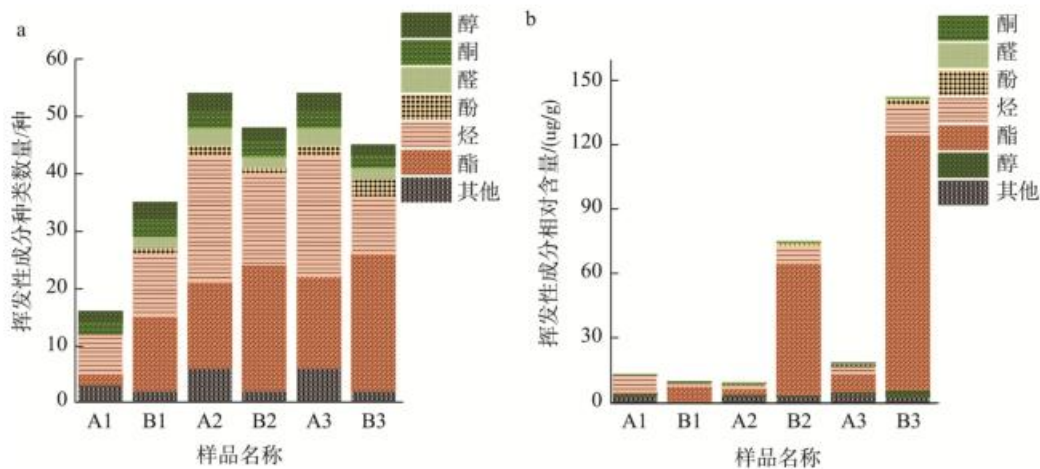 a
醇
酮
醛
酚
烃
酯
其他
挥发性成分种类数量/种
60
50
40
30
20
10
0
A1 B1 A2 B2 A3 B3
样品名称
b
酮
醛
酚
烃
酯
醇
其他
挥发性成分相对含量/(ug/g)
150
120
90
60
30
0
A1 B1 A2 B2 A3 B3
样品名称